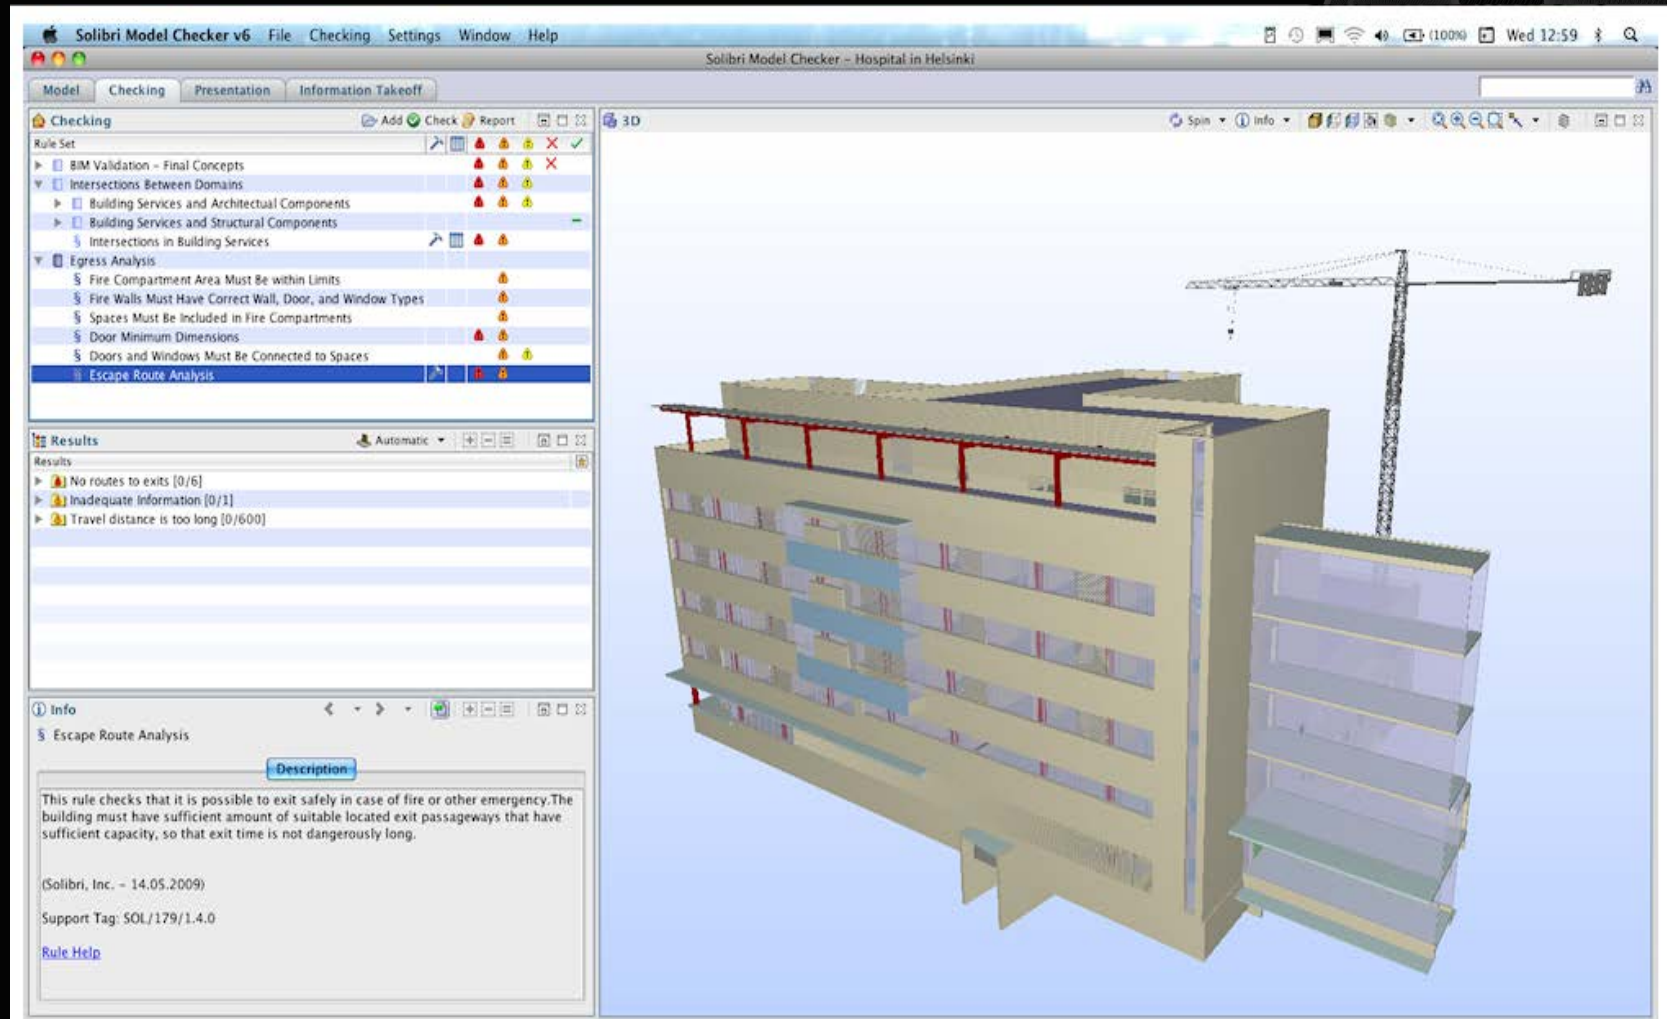 Solibri Model Checker v6 File Checking Settings Window Help (100%) Wed 12:59
Solibri Model Checker – Hospital in Helsinki
Model Checking Presentation Information Takeoff
Checking Add Check Report
Rule Set
BIM Validation – Final Concepts
Intersections Between Domains
Building Services and Architectual Components
Building Services and Structural Components
§ Intersections in Building Services
Egress Analysis
§ Fire Compartment Area Must Be within Limits
§ Fire Walls Must Have Correct Wall, Door, and Window Types
§ Spaces Must Be Included in Fire Compartments
§ Door Minimum Dimensions
§ Doors and Windows Must Be Connected to Spaces
§ Escape Route Analysis
Results Automatic
Results
No routes to exits [0/6]
Inadequate Information [0/1]
Travel distance is too long [0/600]
Info
§ Escape Route Analysis
Description
This rule checks that it is possible to exit safely in case of fire or other emergency.The
building must have sufficient amount of suitable located exit passageways that have
sufficient capacity, so that exit time is not dangerously long.
(Solibri, Inc. – 14.05.2009)
Support Tag: SOL/179/1.4.0
Rule Help
3D Spin Info